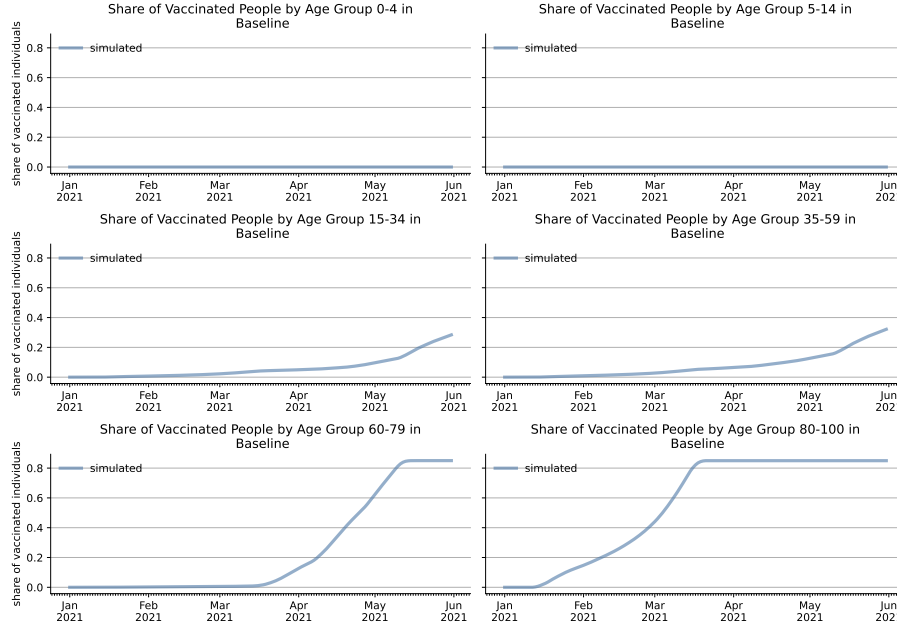 Share of Vaccinated People by Age Group 0-4 in
Baseline
share of vaccinated individuals
0.8
0.6
0.4
0.2
0.0
simulated
Jan Feb Mar Apr May Jun
2021 2021 2021 2021 2021 2021
Share of Vaccinated People by Age Group 5-14 in
Baseline
simulated
Jan Feb Mar Apr May Jun
2021 2021 2021 2021 2021 2021
Share of Vaccinated People by Age Group 15-34 in
Baseline
share of vaccinated individuals
0.8
0.6
0.4
0.2
0.0
simulated
Jan Feb Mar Apr May Jun
2021 2021 2021 2021 2021 2021
Share of Vaccinated People by Age Group 35-59 in
Baseline
simulated
Jan Feb Mar Apr May Jun
2021 2021 2021 2021 2021 2021
Share of Vaccinated People by Age Group 60-79 in
Baseline
share of vaccinated individuals
0.8
0.6
0.4
0.2
0.0
simulated
Jan Feb Mar Apr May Jun
2021 2021 2021 2021 2021 2021
Share of Vaccinated People by Age Group 80-100 in
Baseline
simulated
Jan Feb Mar Apr May Jun
2021 2021 2021 2021 2021 2021